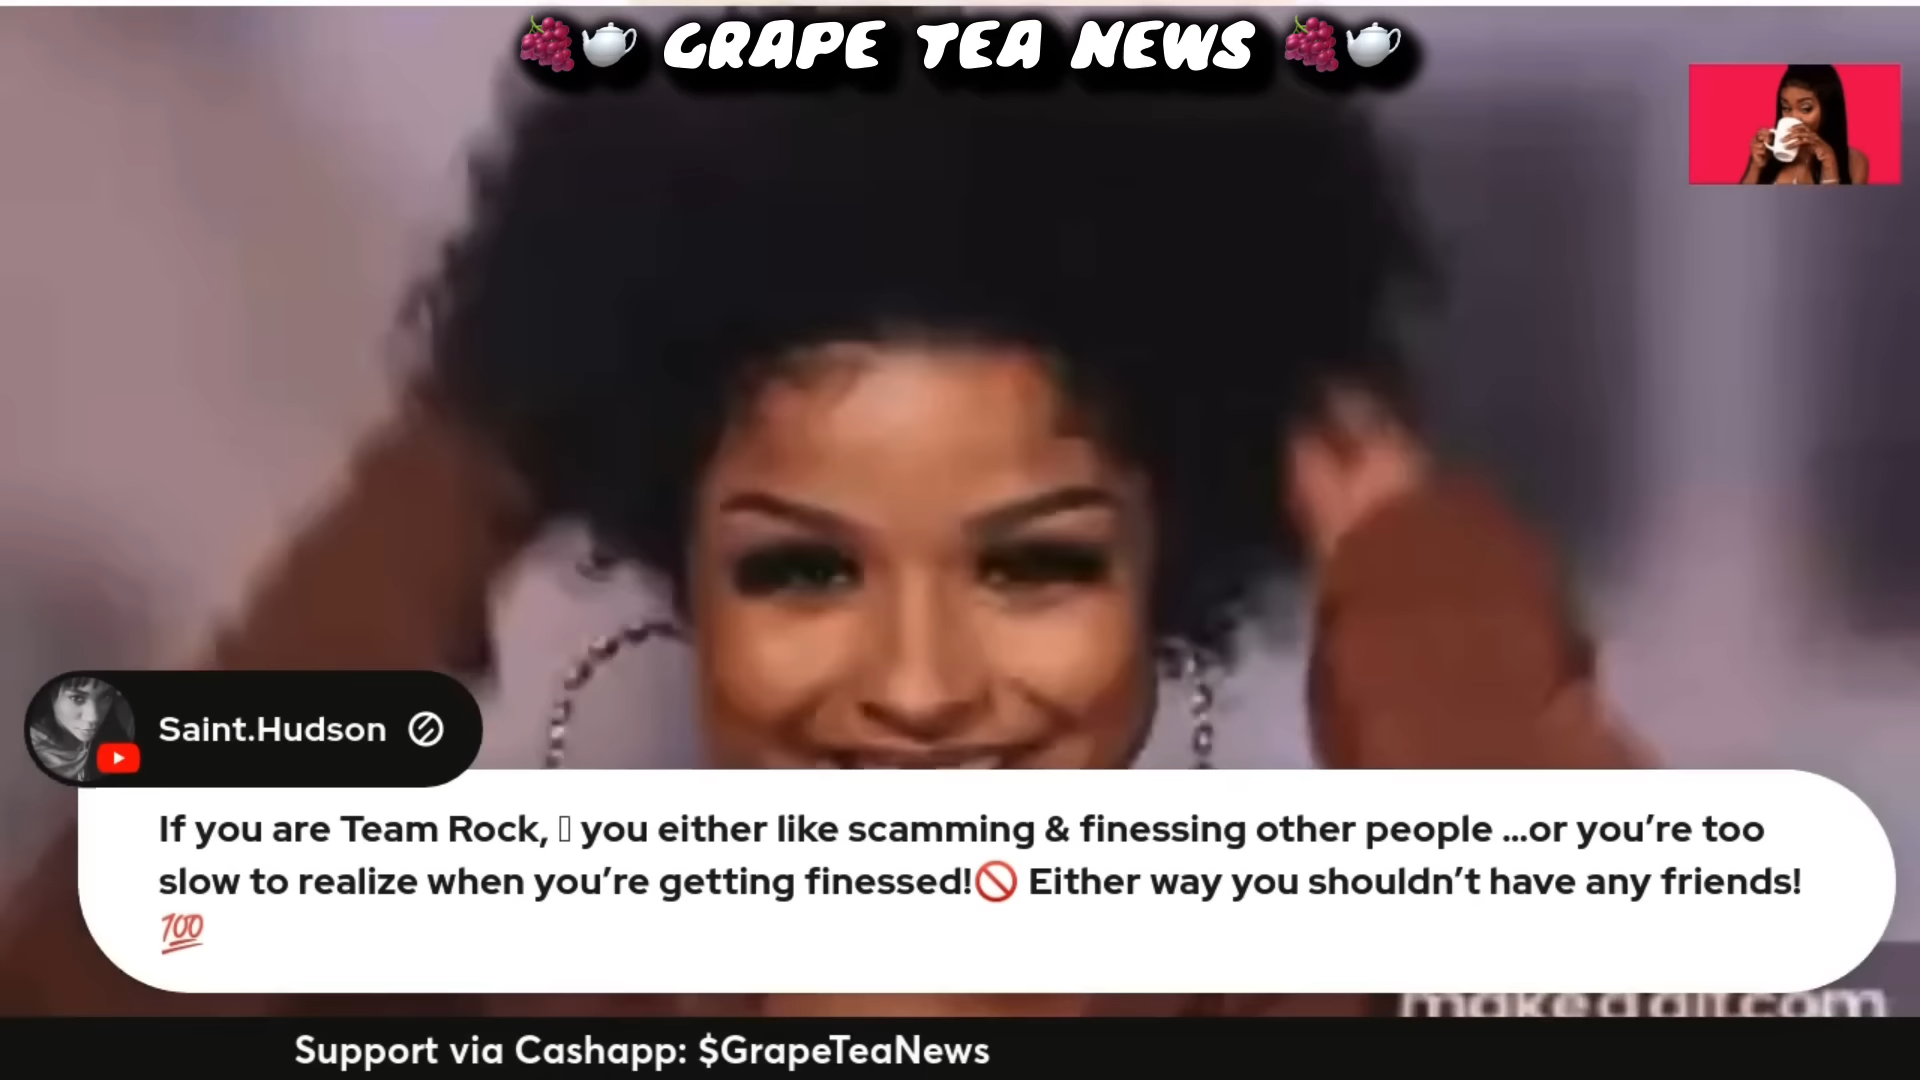 🍇🫖 GRAPE TEA NEWS 🍇🫖
Saint.Hudson
If you are Team Rock, ▯ you either like scamming & finessing other people ...or you’re too
slow to realize when you’re getting finessed!🚫 Either way you shouldn’t have any friends!
💯
makeagif.com
Support via Cashapp: $GrapeTeaNews